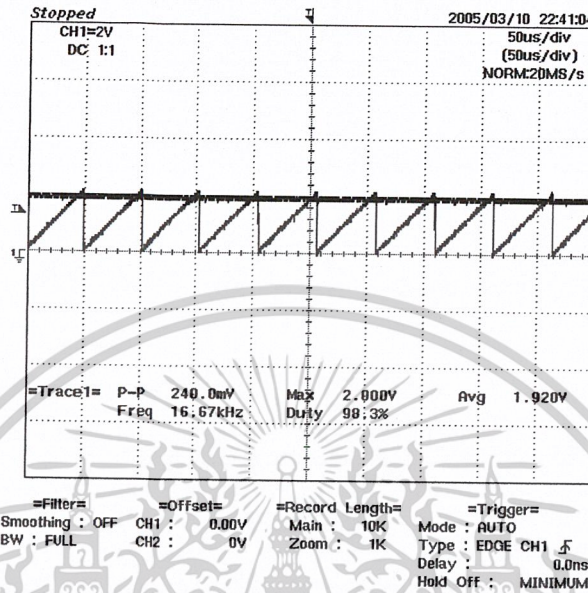 Stopped
2005/03/10 22:41:04
CH1=2V
50us/div
DC 1:1
(50us/div)
NORM:20MS/s
=Trace1= P-P 240.0mV Max 2.000V Avg 1.920V
Freq 16.67kHz Duty 98.3%
=Filter= =Offset= =Record Length= =Trigger=
Smoothing : OFF CH1 : 0.00V Main : 10K Mode : AUTO
BW : FULL CH2 : 0V Zoom : 1K Type : EDGE CH1
Delay : 0.0ns
Hold Off : MINIMUM